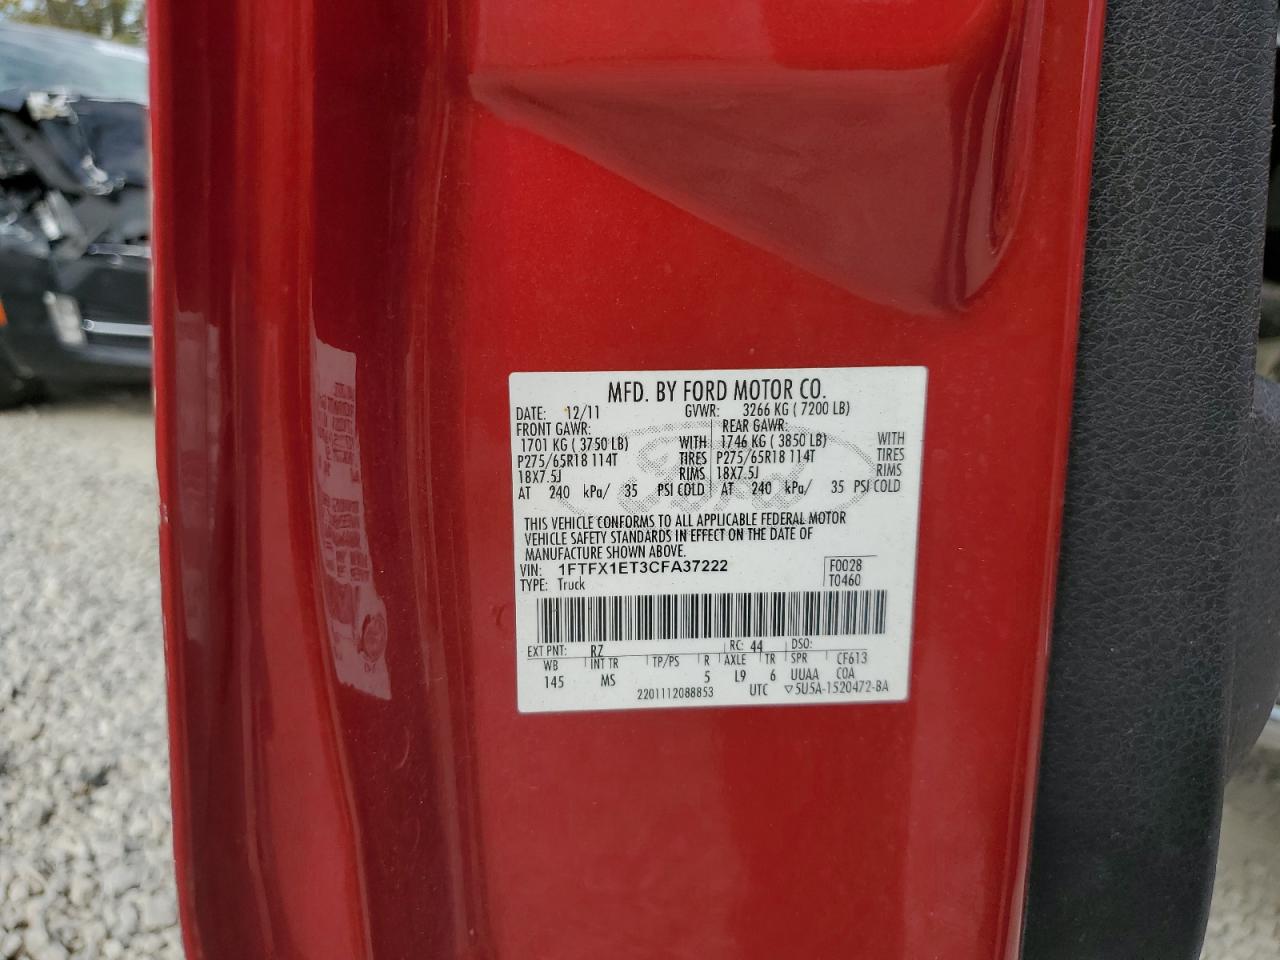 MFD. BY FORD MOTOR CO.
DATE: 12/11 GVWR: 3266 KG ( 7200 LB)
FRONT GAWR: REAR GAWR:
1701 KG ( 3750 LB) WITH 1746 KG ( 3850 LB) WITH
P275/65R18 114T TIRES P275/65R18 114T TIRES
18X7.5J RIMS 18X7.5J RIMS
AT 240 kPa/ 35 PSI COLD AT 240 kPa/ 35 PSI COLD
THIS VEHICLE CONFORMS TO ALL APPLICABLE FEDERAL MOTOR
VEHICLE SAFETY STANDARDS IN EFFECT ON THE DATE OF
MANUFACTURE SHOWN ABOVE.
VIN: 1FTFX1ET3CFA37222 F0028
TYPE: Truck T0460
EXT PNT: RZ RC: 44 DSO:
WB INT TR TP/PS R AXLE TR SPR CF613
145 MS 5 L9 6 UUAA COA
2201112088853 UTC ▽5U5A-1520472-BA